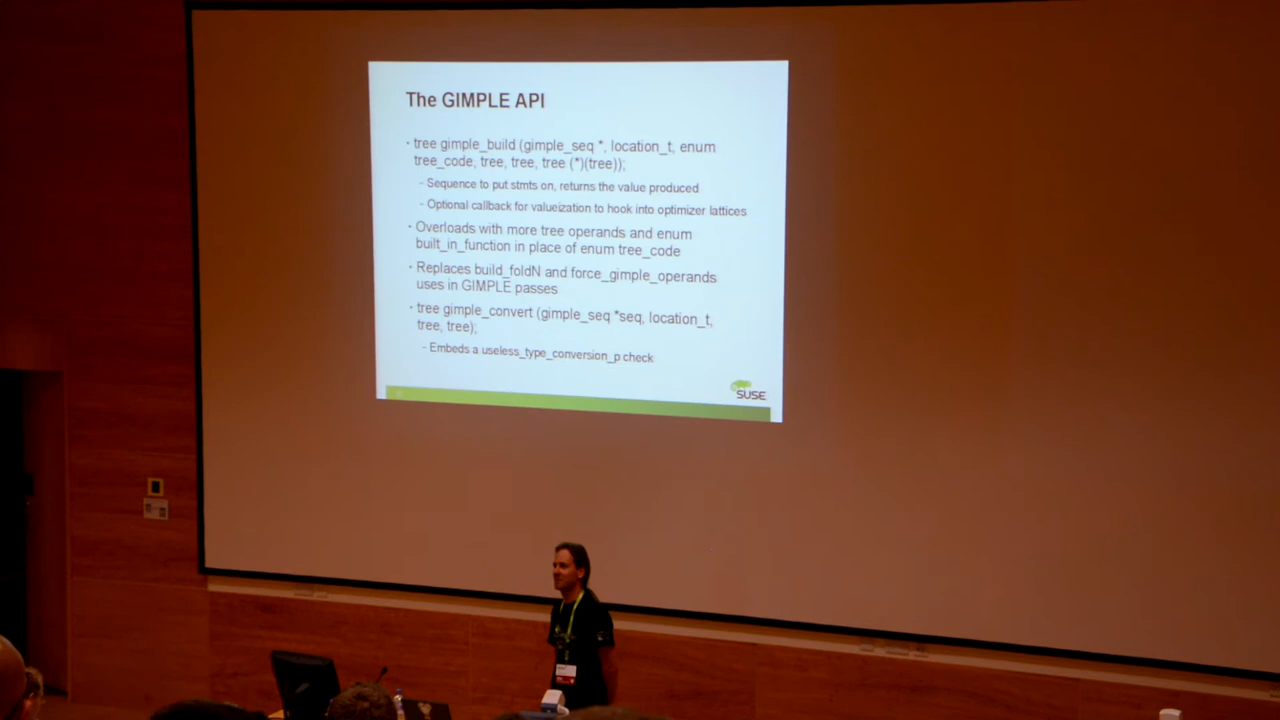 The GIMPLE API
· tree gimple_build (gimple_seq *, location_t, enum
tree_code, tree, tree, tree (*)(tree));
- Sequence to put stmts on, returns the value produced
- Optional callback for valueization to hook into optimizer lattices
· Overloads with more tree operands and enum
built_in_function in place of enum tree_code
· Replaces build_foldN and force_gimple_operands
uses in GIMPLE passes
· tree gimple_convert (gimple_seq *seq, location_t,
tree, tree);
- Embeds a useless_type_conversion_p check
SUSE